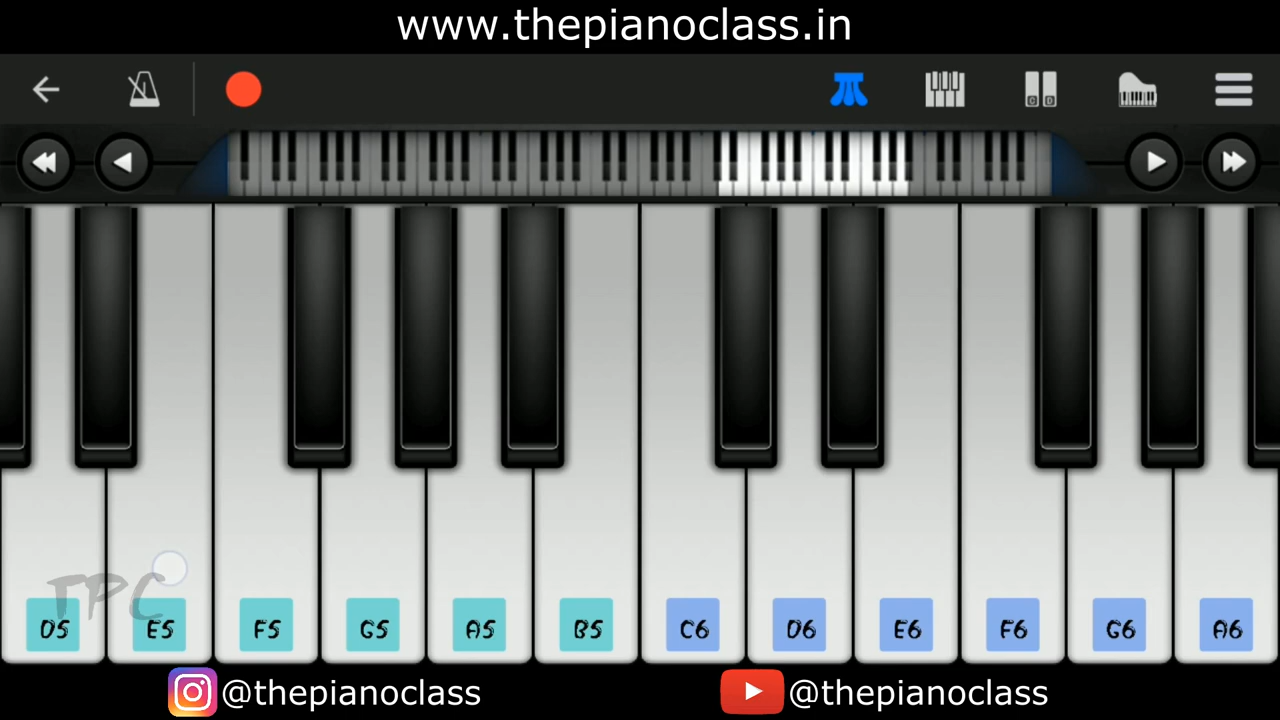 www.thepianoclass.in
C D
TPC
D5 E5 F5 G5 A5 B5 C6 D6 E6 F6 G6 A6
@thepianoclass @thepianoclass